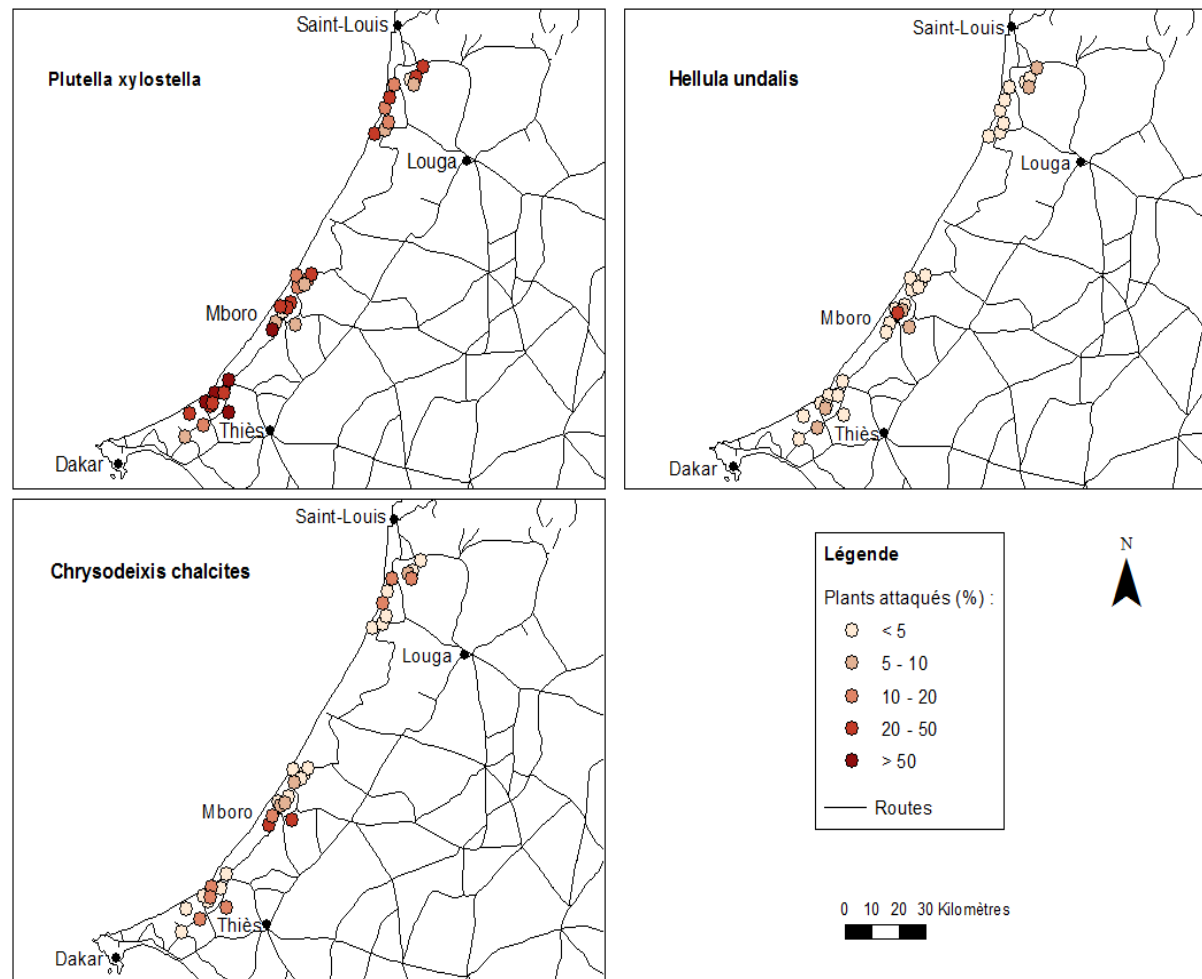 Saint-Louis
Plutella xylostella
Louga
Mboro
Thiès
Dakar
Saint-Louis
Hellula undalis
Louga
Mboro
Thiès
Dakar
Saint-Louis
Chrysodeixis chalcites
Louga
Mboro
Thiès
Dakar
Légende
Plants attaqués (%) :
< 5
5 - 10
10 - 20
20 - 50
> 50
Routes
N
0 10 20 30 Kilomètres